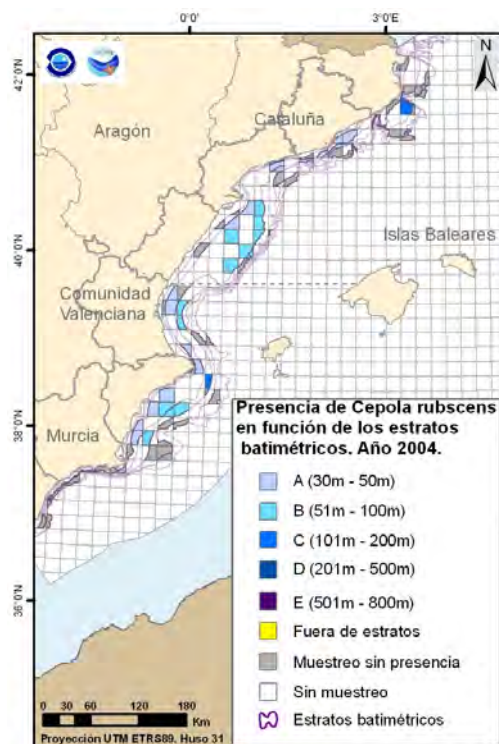 0°0'
3°0'E
N
42°0'N
Cataluña
Aragón
40°0'N
Islas Baleares
Comunidad
Valenciana
38°0'N
Murcia
36°0'N
Presencia de Cepola rubscens
en función de los estratos
batimétricos. Año 2004.
A (30m - 50m)
B (51m - 100m)
C (101m - 200m)
D (201m - 500m)
E (501m - 800m)
Fuera de estratos
Muestreo sin presencia
Sin muestreo
Estratos batimétricos
0 30 60 120 180
Km
Proyección UTM ETRS89. Huso 31